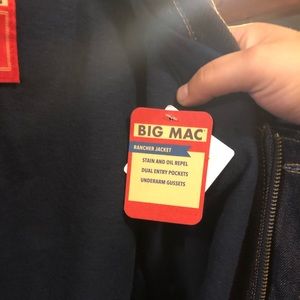 BIG MAC
RANCHER JACKET
STAIN AND OIL REPEL
DUAL ENTRY POCKETS
UNDERARM GUSSETS